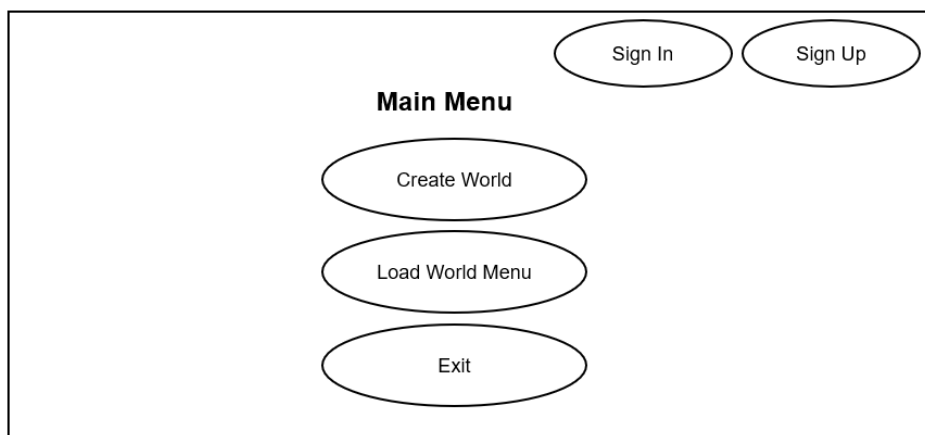 Sign In Sign Up
Main Menu
Create World
Load World Menu
Exit